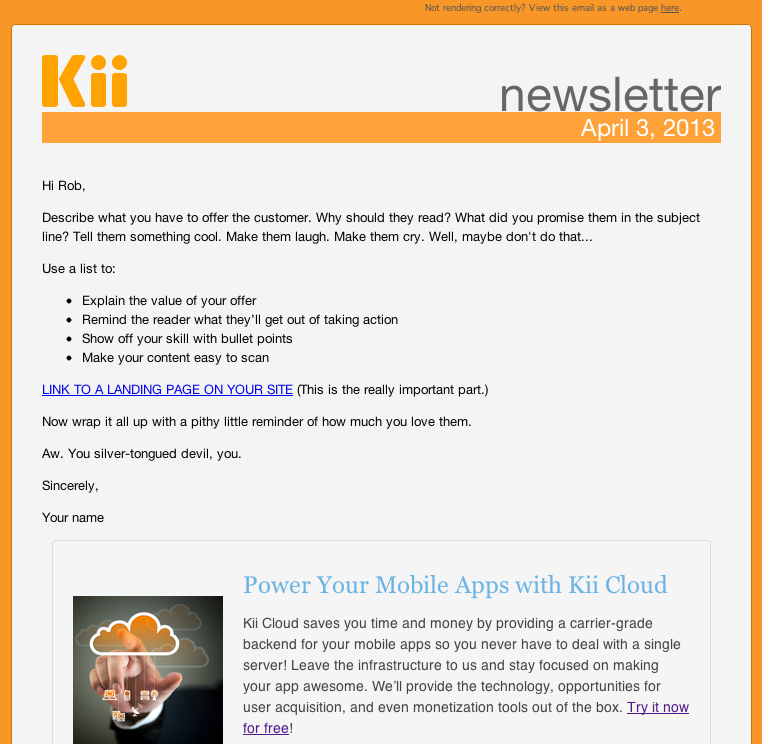 Not rendering correctly? View this email as a web page here.
Kii
newsletter
April 3, 2013
Hi Rob,
Describe what you have to offer the customer. Why should they read? What did you promise them in the subject
line? Tell them something cool. Make them laugh. Make them cry. Well, maybe don't do that...
Use a list to:
• Explain the value of your offer
• Remind the reader what they’ll get out of taking action
• Show off your skill with bullet points
• Make your content easy to scan
LINK TO A LANDING PAGE ON YOUR SITE (This is the really important part.)
Now wrap it all up with a pithy little reminder of how much you love them.
Aw. You silver-tongued devil, you.
Sincerely,
Your name
Power Your Mobile Apps with Kii Cloud
Kii Cloud saves you time and money by providing a carrier-grade
backend for your mobile apps so you never have to deal with a single
server! Leave the infrastructure to us and stay focused on making
your app awesome. We’ll provide the technology, opportunities for
user acquisition, and even monetization tools out of the box. Try it now
for free!